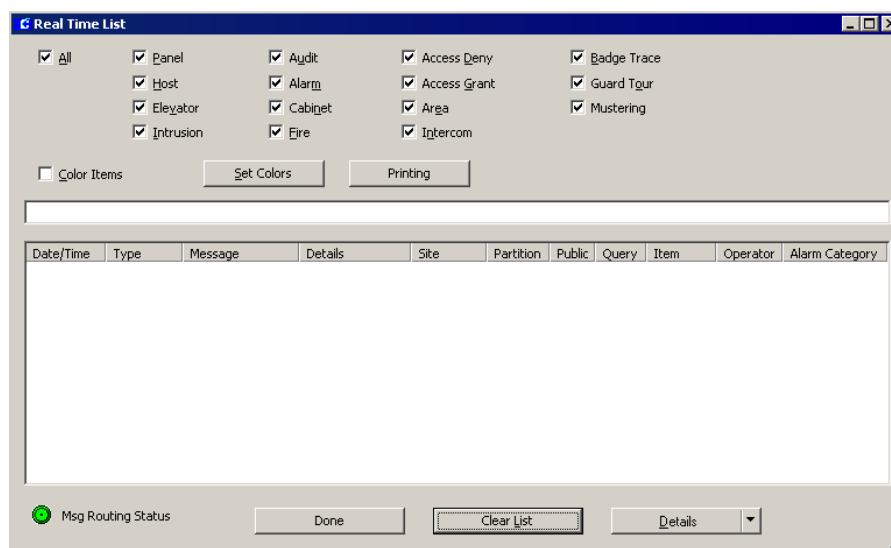 Real Time List
All Panel Audit Access Deny Badge Trace
Host Alarm Access Grant Guard Tour
Elevator Cabinet Area Mustering
Intrusion Fire Intercom
Color Items Set Colors Printing
Date/Time Type Message Details Site Partition Public Query Item Operator Alarm Category
Msg Routing Status Done Clear List Details